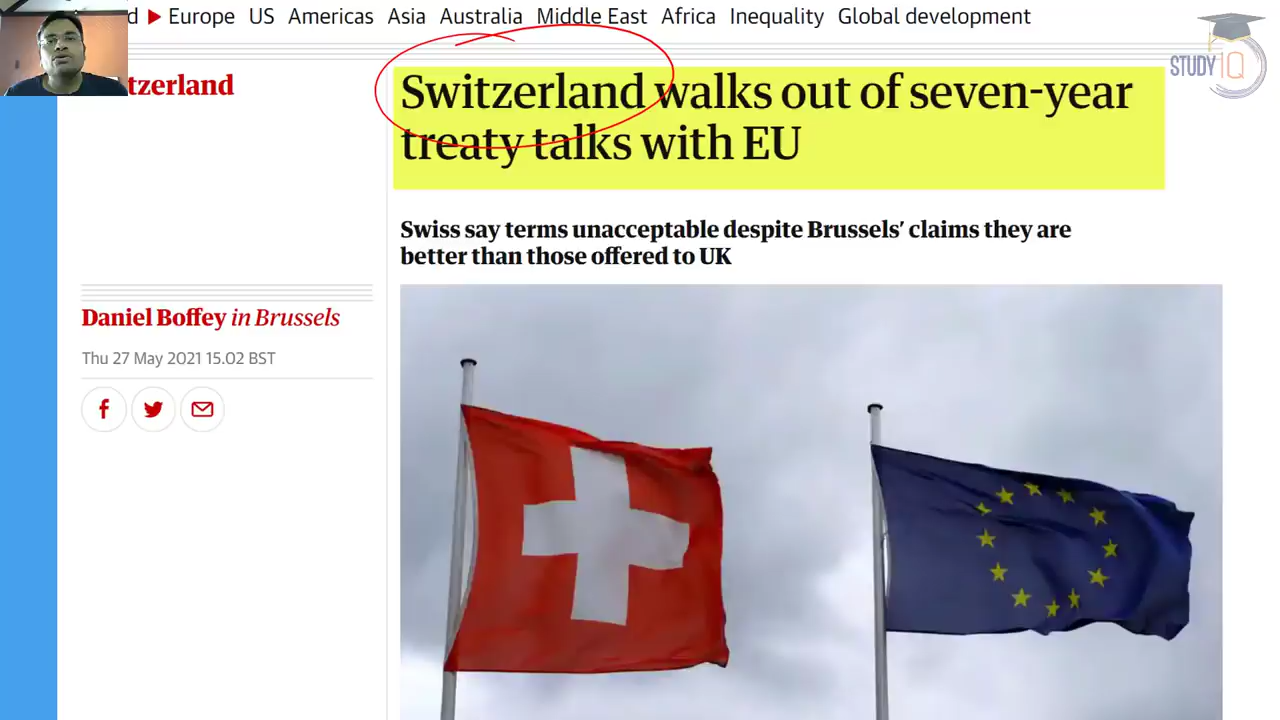 Europe US Americas Asia Australia Middle East Africa Inequality Global development
STUDY IQ
Switzerland walks out of seven-year
treaty talks with EU
Swiss say terms unacceptable despite Brussels’ claims they are
better than those offered to UK
Daniel Boffey in Brussels
Thu 27 May 2021 15.02 BST